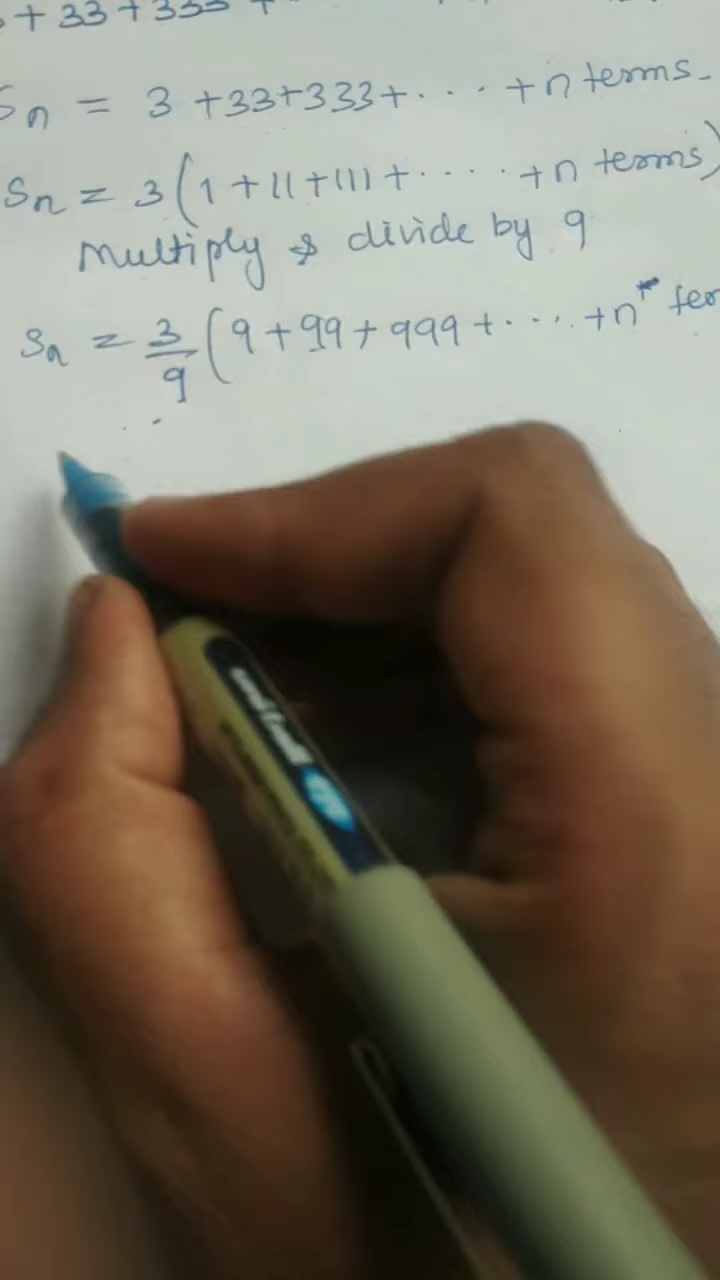 + 33 + 333 +
Sn = 3 + 33 + 333 + . . . . + n terms
Sn = 3 ( 1 + 11 + 111 + . . . . . + n terms )
Multiply & divide by 9
Sn = 3/9 ( 9 + 99 + 999 + . . . . + n ter